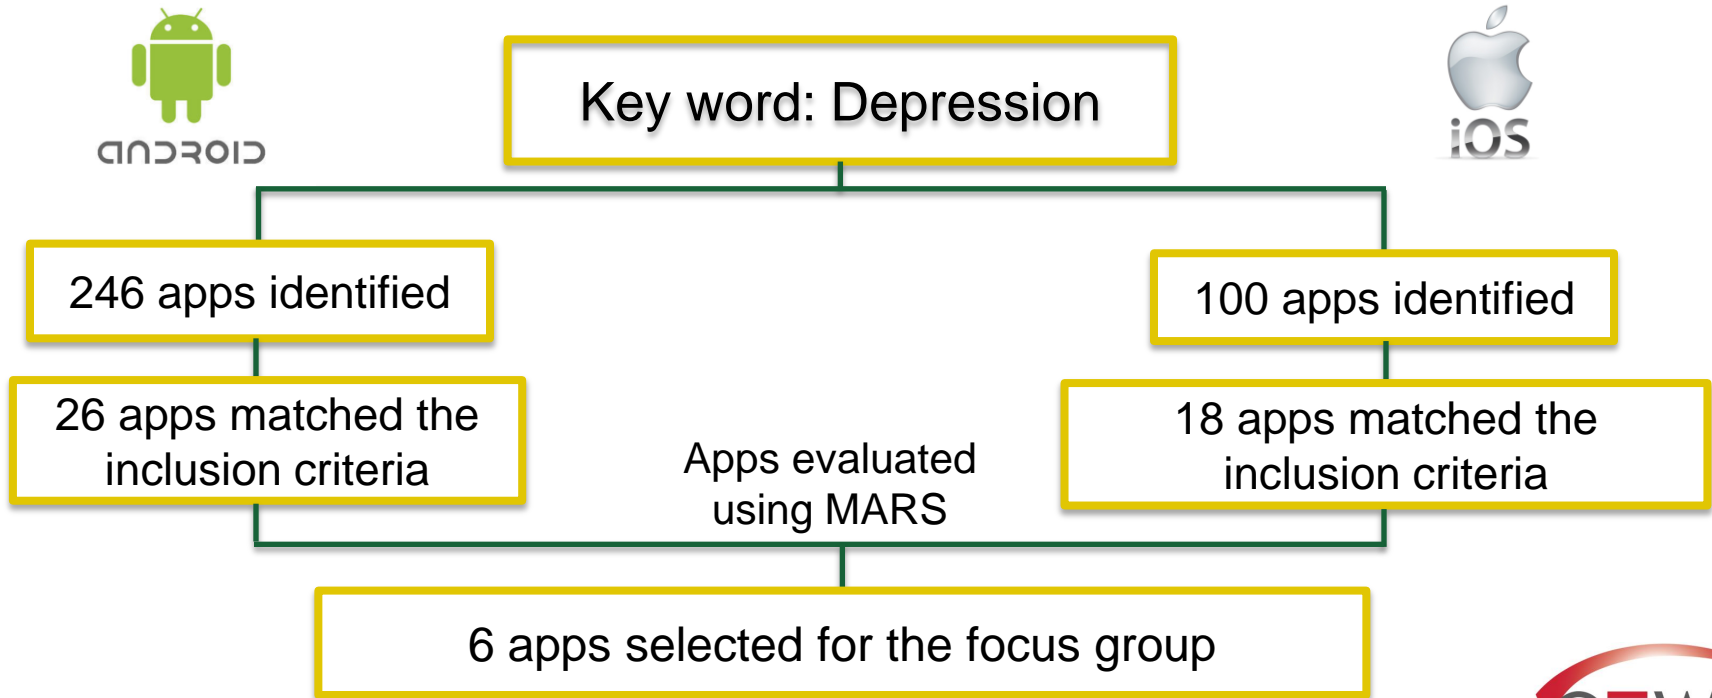 Key word: Depression
ANDROID
iOS
246 apps identified
100 apps identified
26 apps matched the
inclusion criteria
18 apps matched the
inclusion criteria
Apps evaluated
using MARS
6 apps selected for the focus group